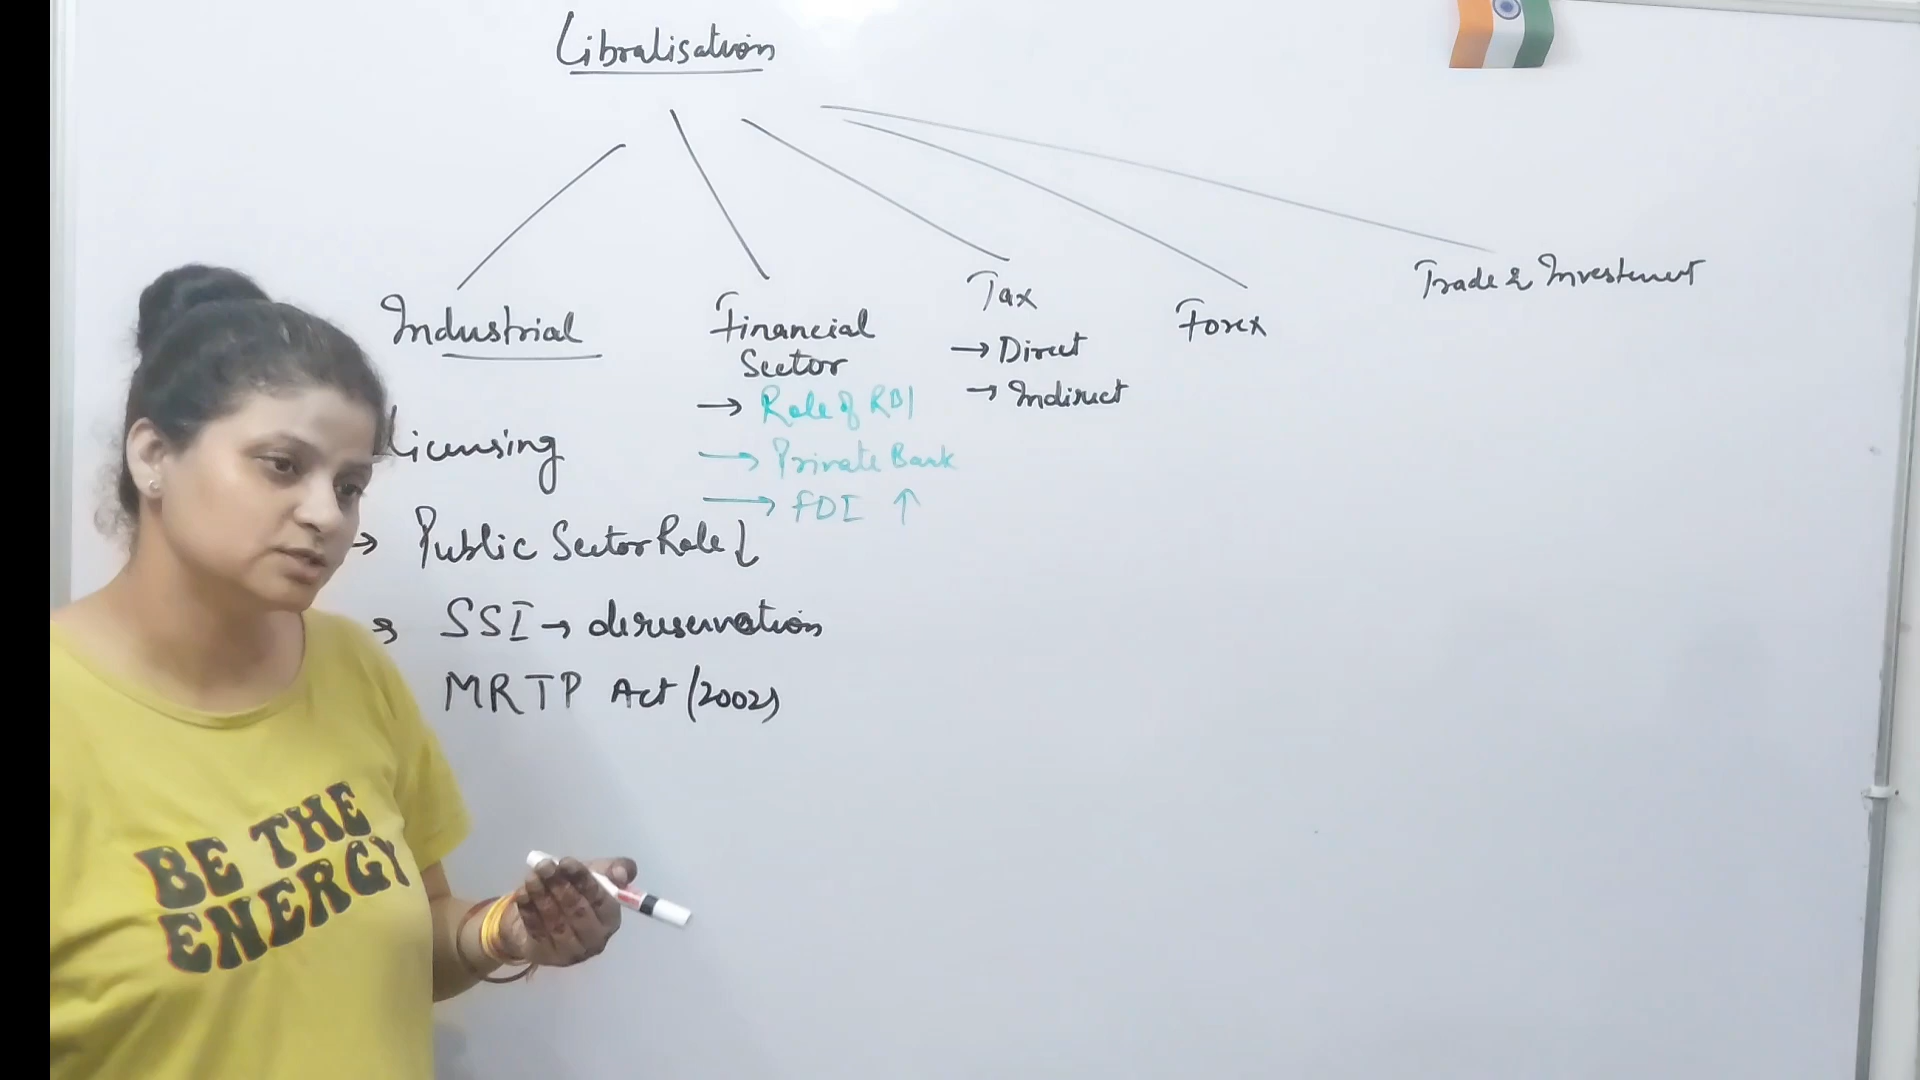 Libralisation
Industrial
Licensing
→ Public Sector Role ↓
→ SSI → dereservation
MRTP Act (2002)
Financial
Sector
→ Role of RBI
→ Private Bank
→ FDI ↑
Tax
→ Direct
→ Indirect
Forex
Trade & Investment
BE THE
ENERGY